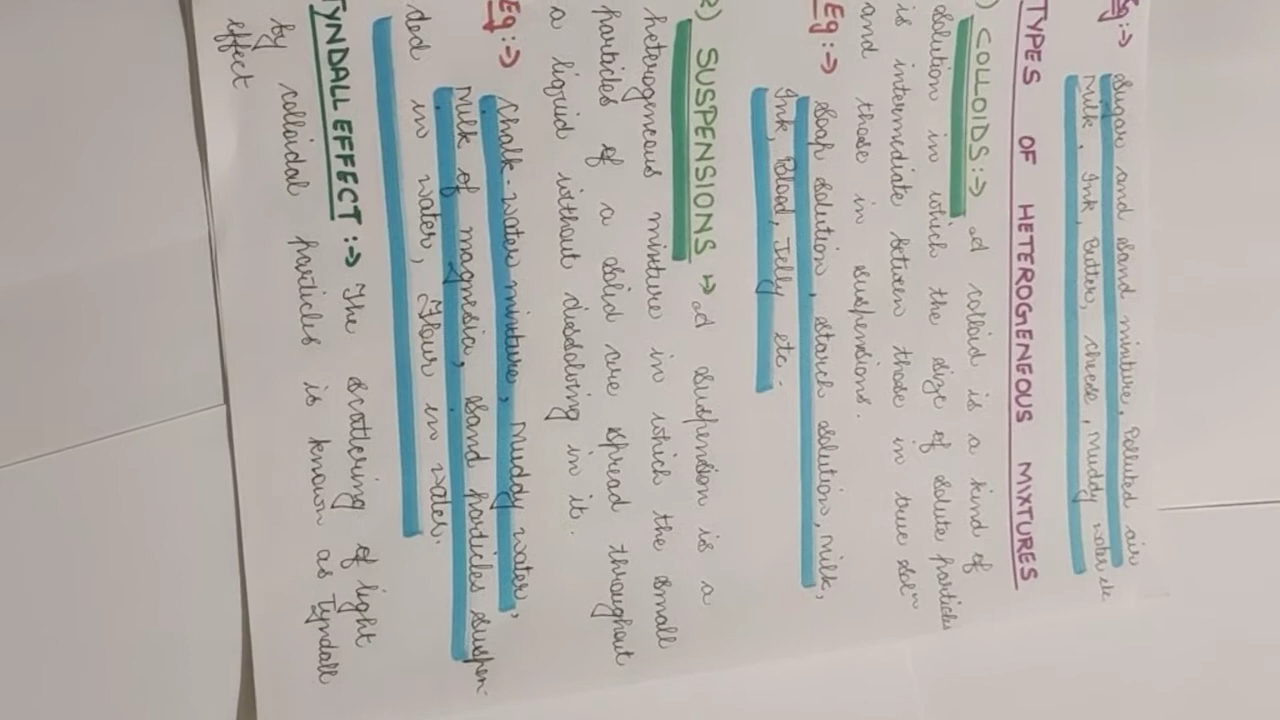 Eg:→ Sugar and sand mixture, Polluted air
Milk, Ink, Butter, cheese, Muddy water etc
TYPES OF HETEROGENEOUS MIXTURES
) COLLOIDS:→ A colloid is a kind of
solution in which the size of solute particles
is intermediate between those in true solⁿ
and those in suspensions.
Eg:→ Soap solution, starch solution, milk,
Ink, Blood, Jelly etc.
2) SUSPENSIONS → A suspension is a
heterogeneous mixture in which the small
particles of a solid are spread throughout
a liquid without dissolving in it.
Eg:→ Chalk-water mixture, Muddy water,
Milk of magnesia, Sand particles suspen-
ded in water, Flour in water.
TYNDALL EFFECT:→ The scattering of light
by colloidal particles is known as Tyndall
effect